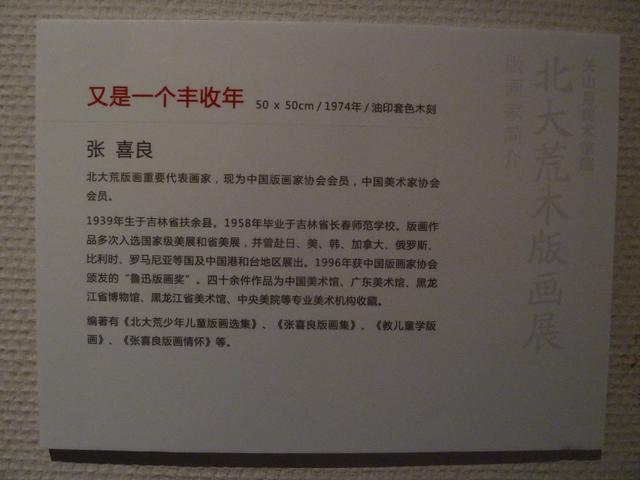 又是一个丰收年 50 x 50cm / 1974年 / 油印套色木刻
张 喜良
北大荒版画重要代表画家，现为中国版画家协会会员，中国美术家协会
会员。
1939年生于吉林省扶余县。1958年毕业于吉林省长春师范学校。版画作
品多次入选国家级美展和省美展，并曾赴日、美、韩、加拿大、俄罗斯、
比利时、罗马尼亚等国及中国港和台地区展出。1996年获中国版画家协会
颁发的“鲁迅版画奖”。四十余件作品为中国美术馆、广东美术馆、黑龙
江省博物馆、黑龙江省美术馆、中央美院等专业美术机构收藏。
编著有《北大荒少年儿童版画选集》、《张喜良版画集》、《教儿童学版
画》、《张喜良版画情怀》等。
北大荒木版画展
版画家简介